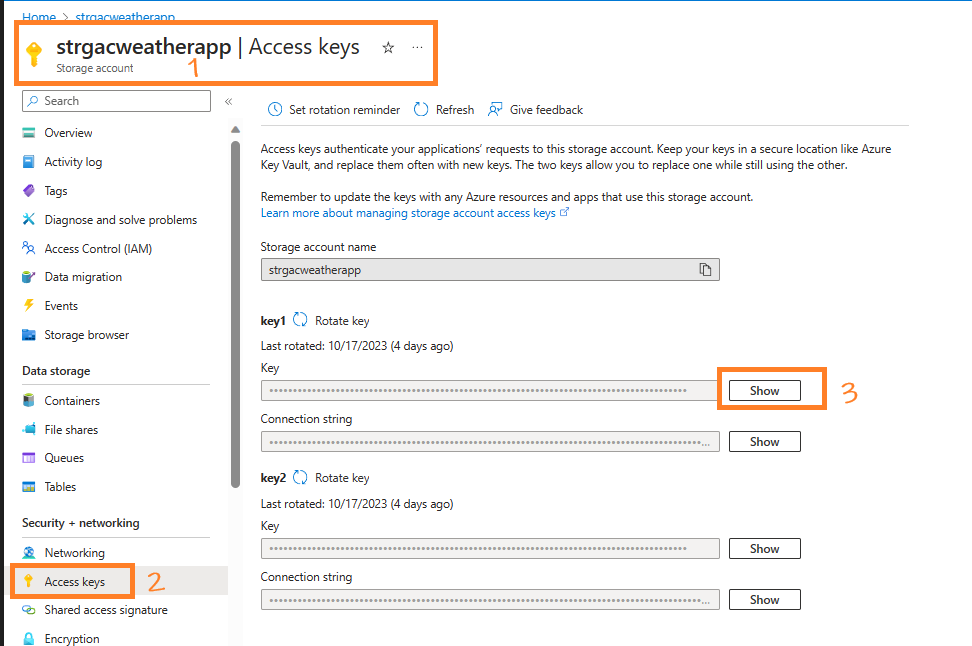 Home > strgacweatherapp
strgacweatherapp | Access keys ☆ ...
Storage account
1
Search «
Overview
Activity log
Tags
Diagnose and solve problems
Access Control (IAM)
Data migration
Events
Storage browser
Data storage
Containers
File shares
Queues
Tables
Security + networking
Networking
Access keys 2
Shared access signature
Encryption
Set rotation reminder Refresh Give feedback
Access keys authenticate your applications' requests to this storage account. Keep your keys in a secure location like Azure
Key Vault, and replace them often with new keys. The two keys allow you to replace one while still using the other.
Remember to update the keys with any Azure resources and apps that use this storage account.
Learn more about managing storage account access keys
Storage account name
strgacweatherapp
key1 Rotate key
Last rotated: 10/17/2023 (4 days ago)
Key
Show 3
Connection string
Show
key2 Rotate key
Last rotated: 10/17/2023 (4 days ago)
Key
Show
Connection string
Show